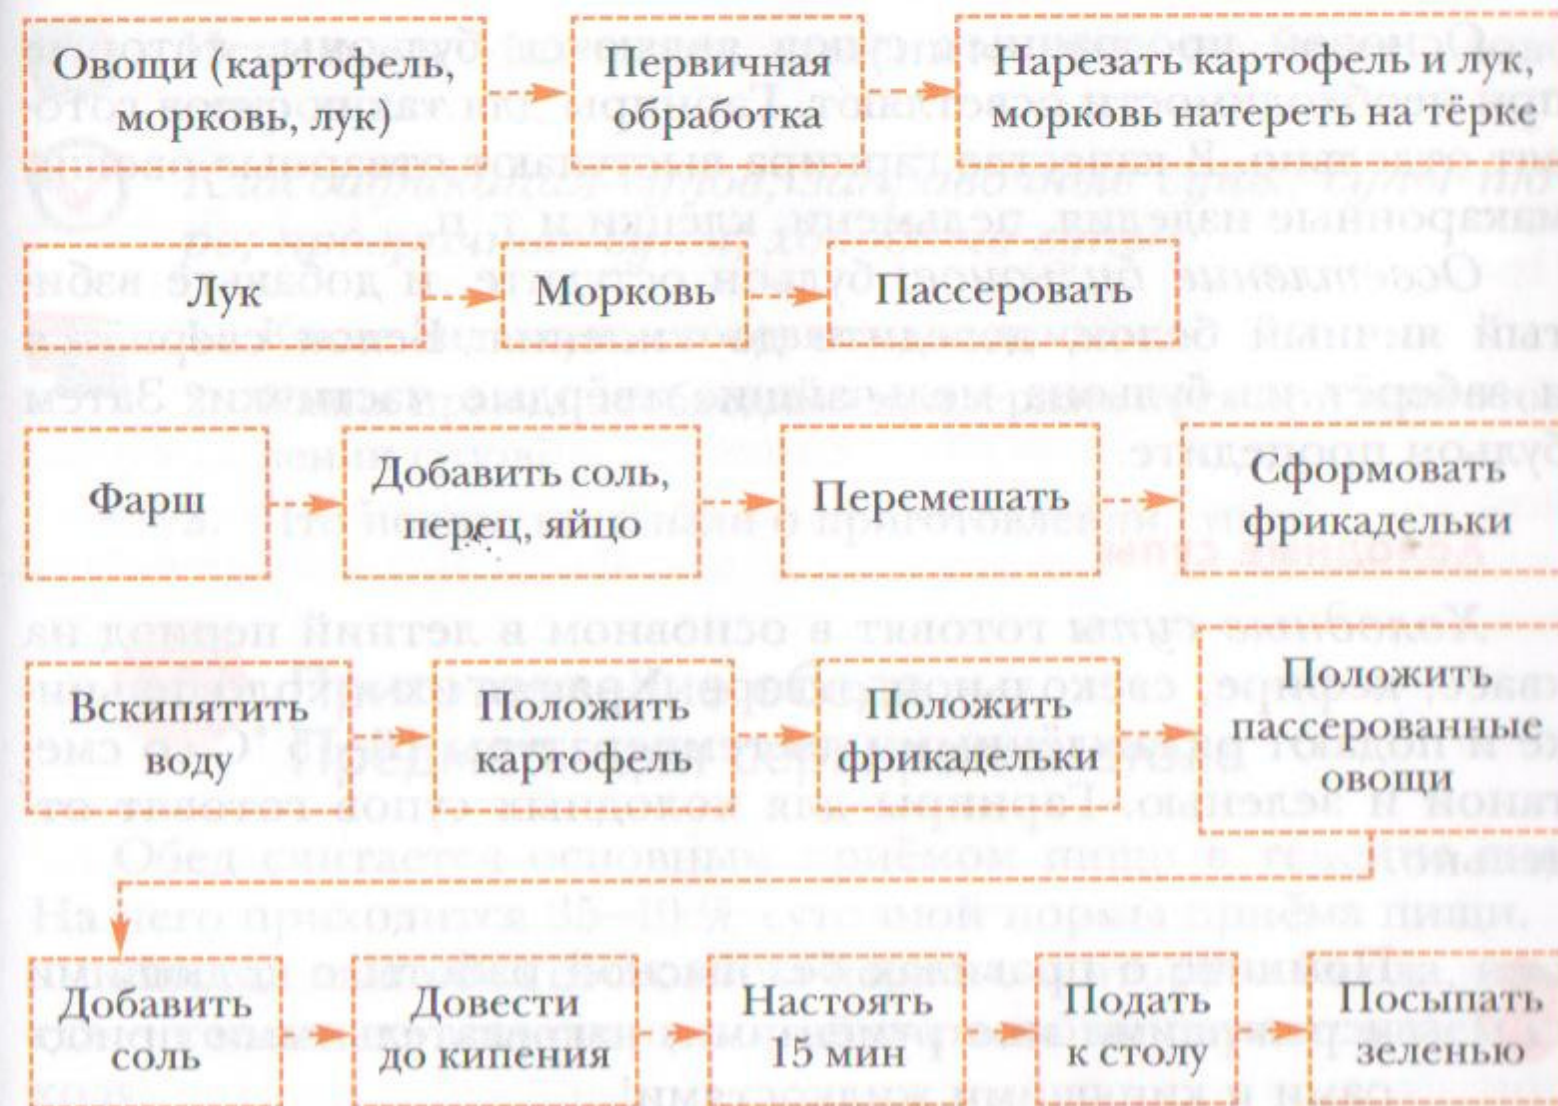 Овощи (картофель,
морковь, лук)
Первичная
обработка
Нарезать картофель и лук,
морковь натереть на тёрке
Лук
Морковь
Пассеровать
Фарш
Добавить соль,
перец, яйцо
Перемешать
Сформовать
фрикадельки
Вскипятить
воду
Положить
картофель
Положить
фрикадельки
Положить
пассерованные
овощи
Добавить
соль
Довести
до кипения
Настоять
15 мин
Подать
к столу
Посыпать
зеленью